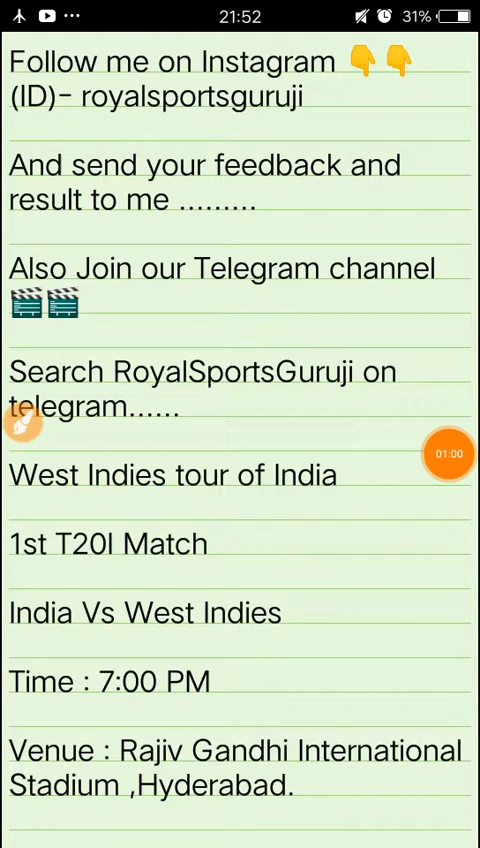 21:52
31%
Follow me on Instagram 👇👇
(ID)- royalsportsguruji
And send your feedback and
result to me .........
Also Join our Telegram channel
🎬🎬
Search RoyalSportsGuruji on
telegram......
01:00
West Indies tour of India
1st T20I Match
India Vs West Indies
Time : 7:00 PM
Venue : Rajiv Gandhi International
Stadium ,Hyderabad.